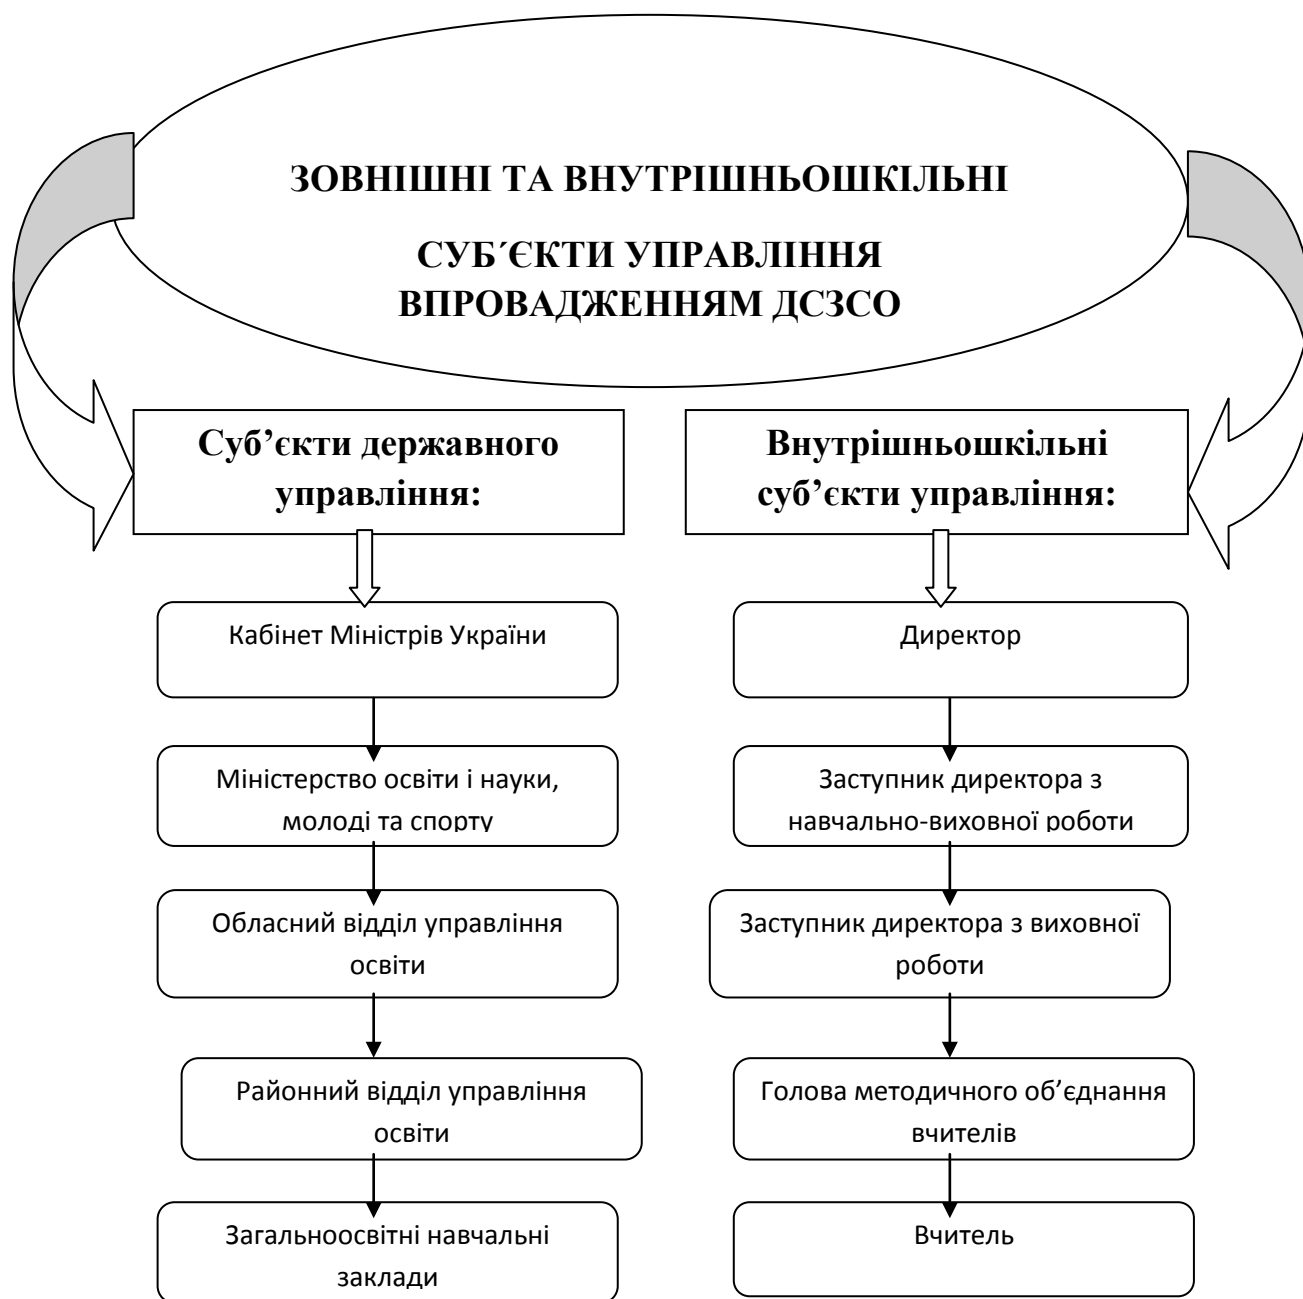 ЗОВНІШНІ ТА ВНУТРІШНЬОШКІЛЬНІ
СУБ´ЄКТИ УПРАВЛІННЯ
ВПРОВАДЖЕННЯМ ДСЗСО
Суб’єкти державного
управління:
Кабінет Міністрів України
Міністерство освіти і науки,
молоді та спорту
Обласний відділ управління
освіти
Районний відділ управління
освіти
Загальноосвітні навчальні
заклади
Внутрішньошкільні
суб’єкти управління:
Директор
Заступник директора з
навчально-виховної роботи
Заступник директора з виховної
роботи
Голова методичного об’єднання
вчителів
Вчитель